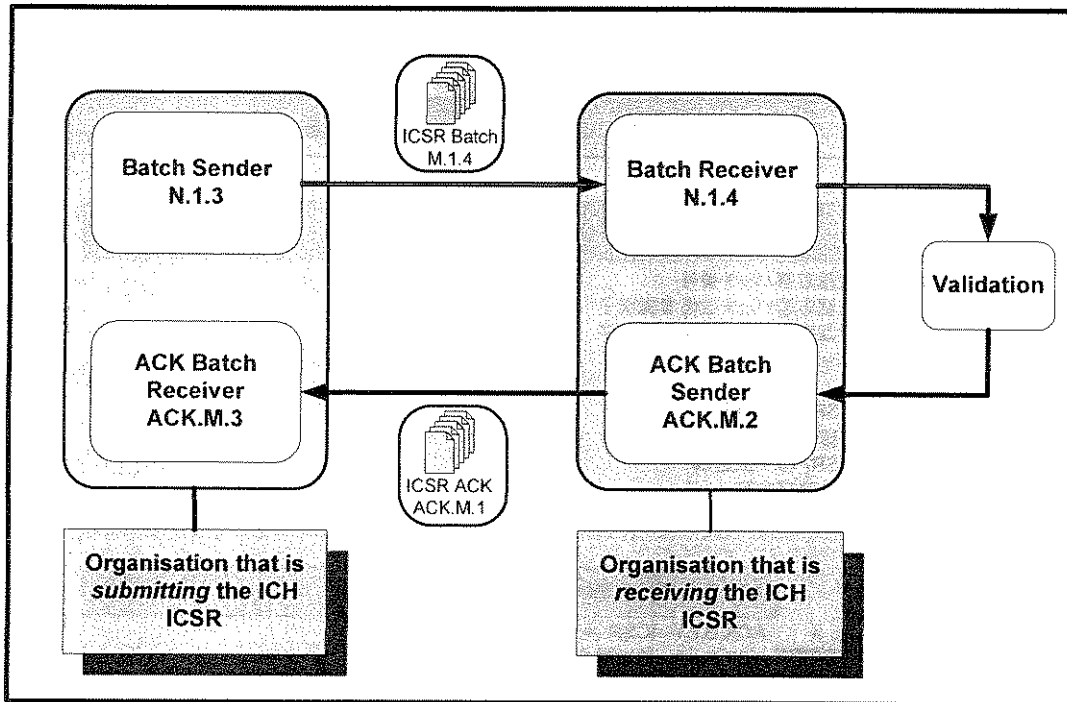 ICSR Batch
M.1.4
Batch Sender
N.1.3
Batch Receiver
N.1.4
Validation
ACK Batch
Receiver
ACK.M.3
ACK Batch
Sender
ACK.M.2
ICSR ACK
ACK.M.1
Organisation that is
submitting the ICH
ICSR
Organisation that is
receiving the ICH
ICSR